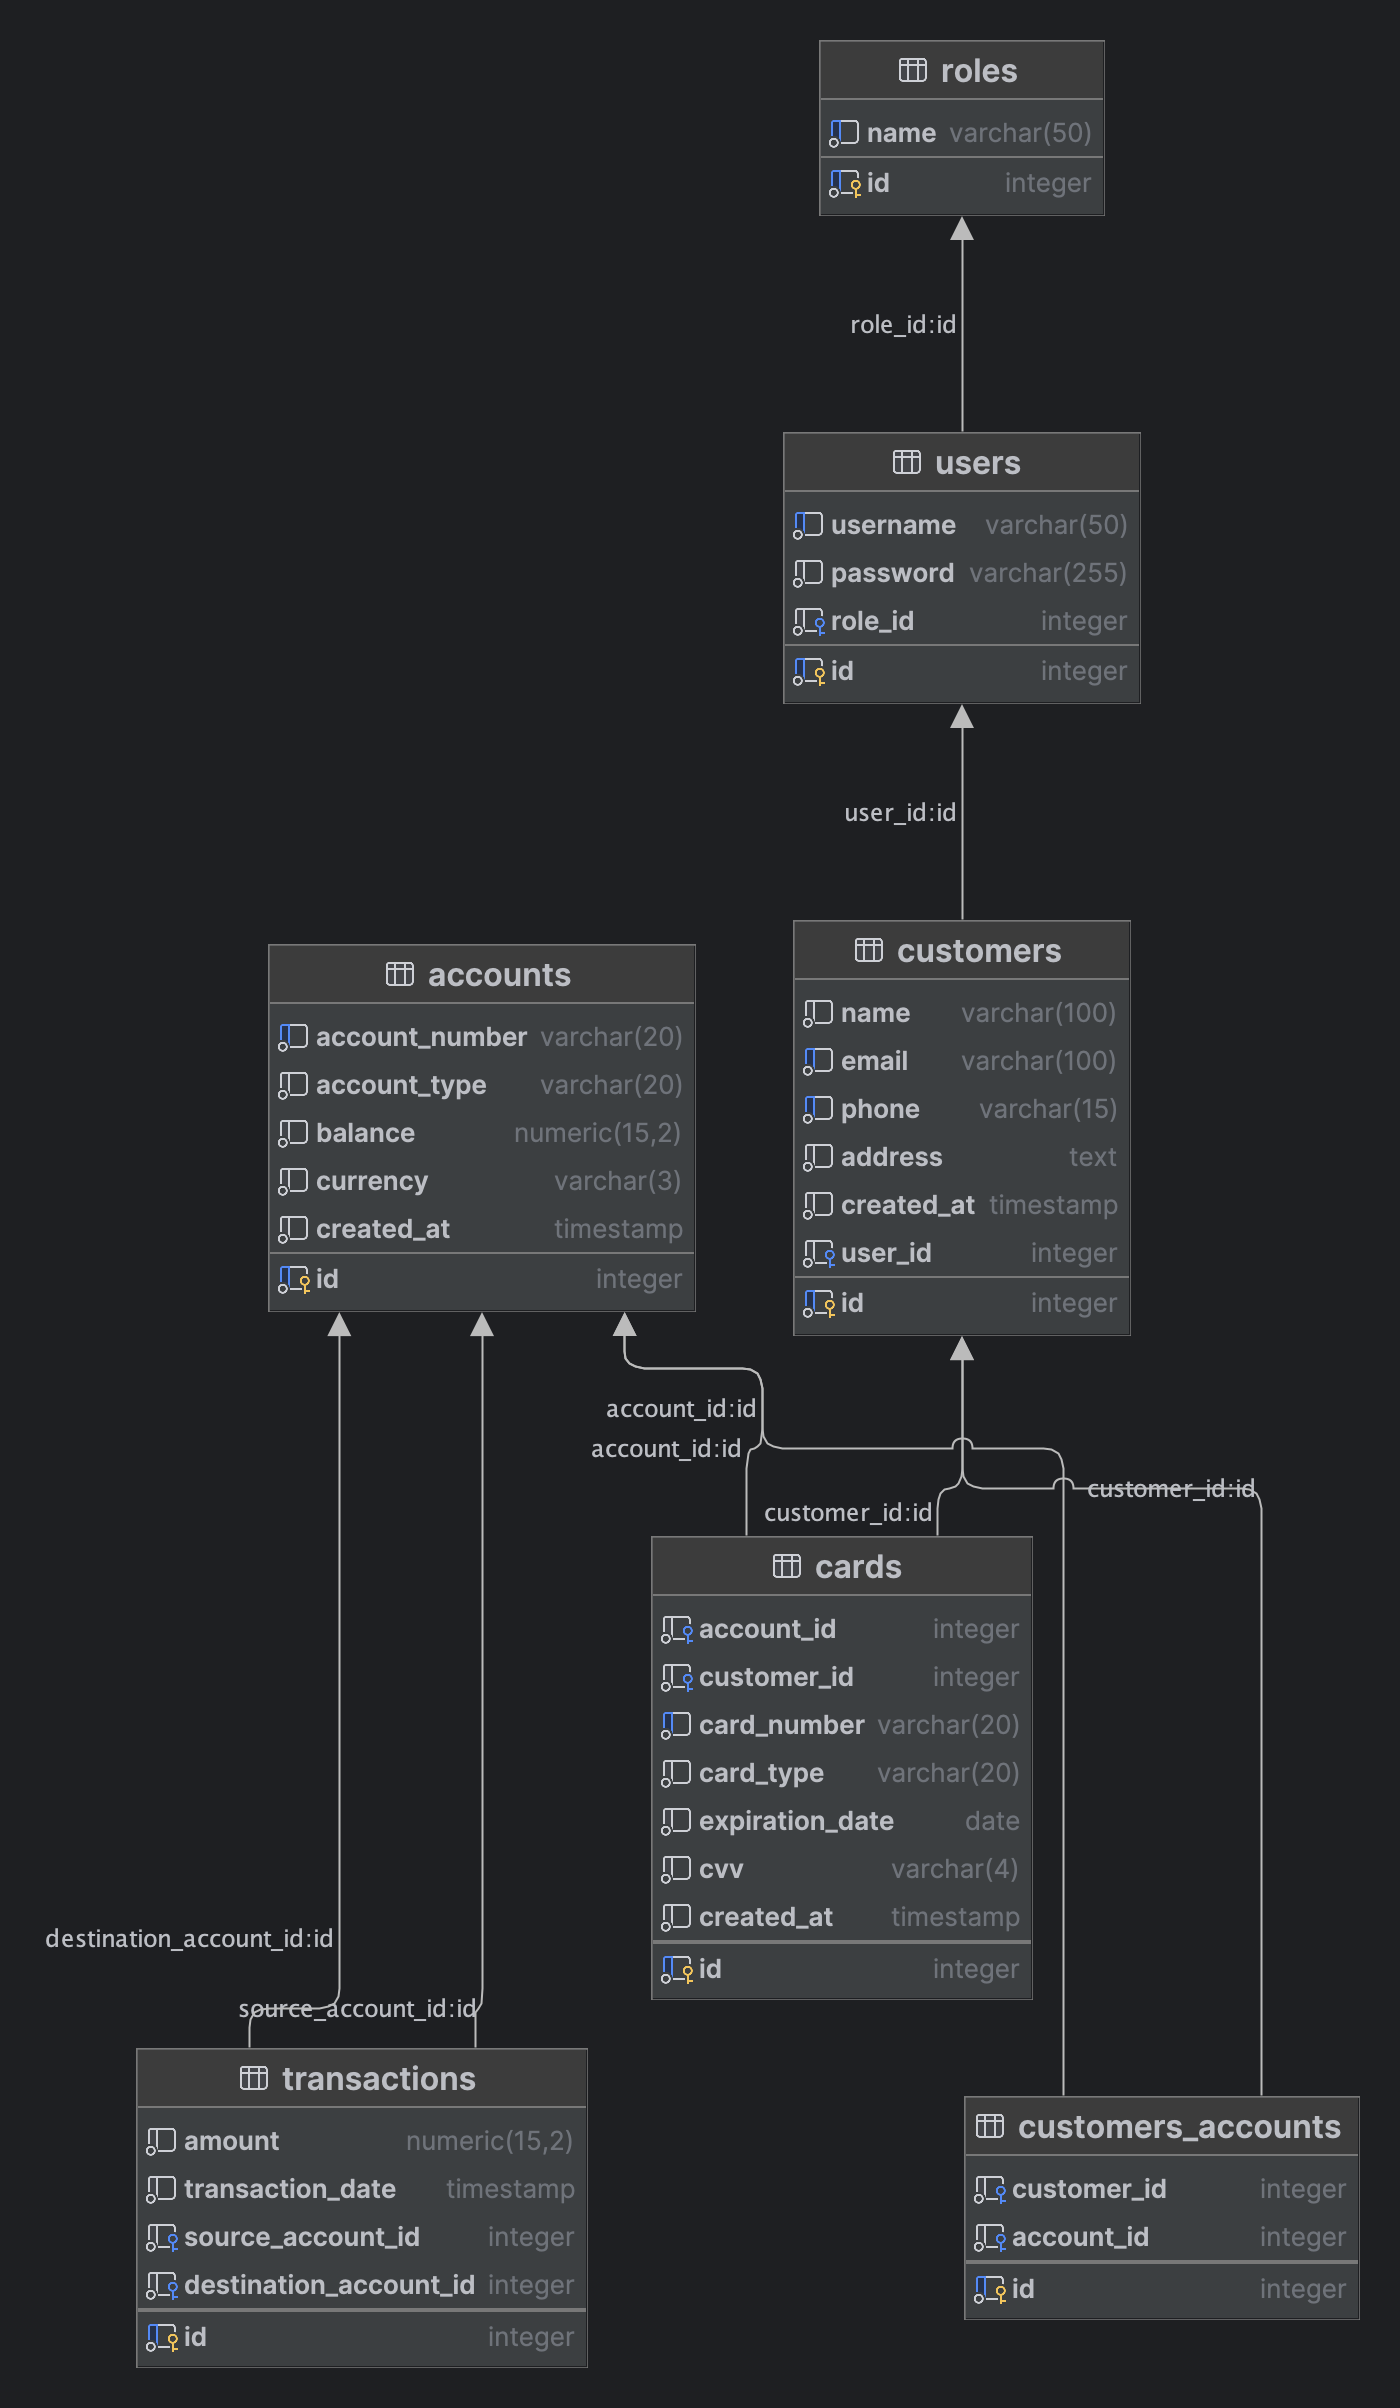 roles
name varchar(50)
id integer
role_id:id
users
username varchar(50)
password varchar(255)
role_id integer
id integer
user_id:id
customers
name varchar(100)
email varchar(100)
phone varchar(15)
address text
created_at timestamp
user_id integer
id integer
accounts
account_number varchar(20)
account_type varchar(20)
balance numeric(15,2)
currency varchar(3)
created_at timestamp
id integer
account_id:id
account_id:id
customer_id:id
customer_id:id
cards
account_id integer
customer_id integer
card_number varchar(20)
card_type varchar(20)
expiration_date date
cvv varchar(4)
created_at timestamp
id integer
destination_account_id:id
source_account_id:id
transactions
amount numeric(15,2)
transaction_date timestamp
source_account_id integer
destination_account_id integer
id integer
customers_accounts
customer_id integer
account_id integer
id integer